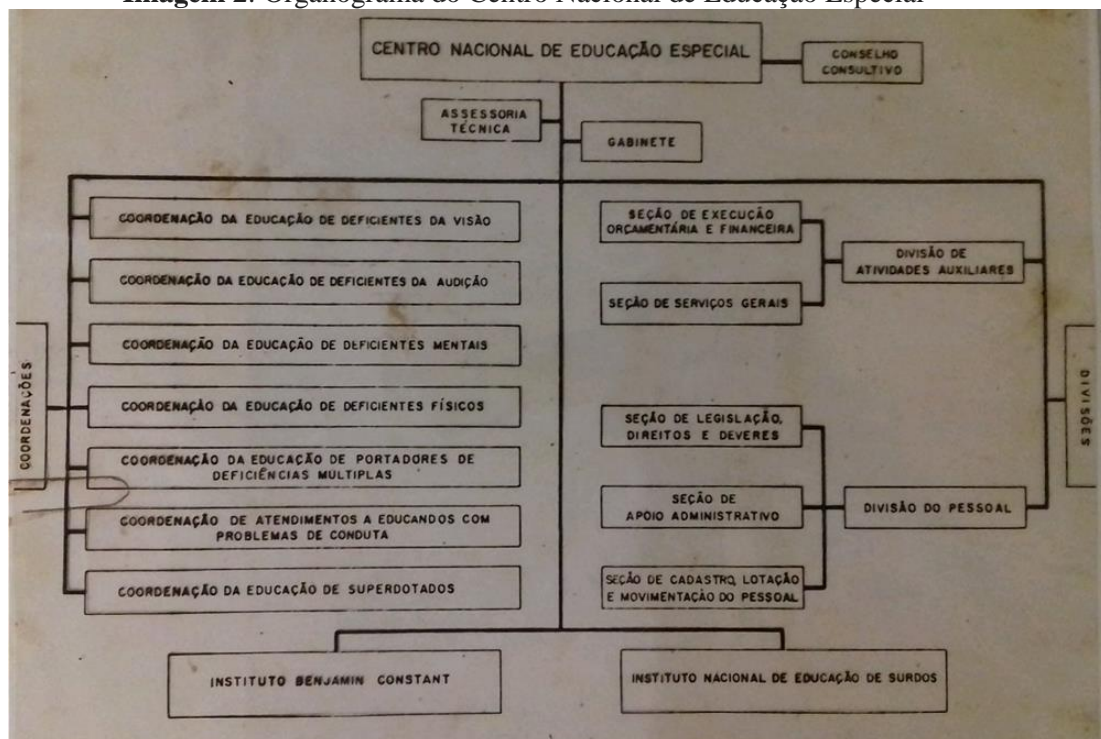 Imagem 2: Organograma do Centro Nacional de Educação Especial
CENTRO NACIONAL DE EDUCAÇÃO ESPECIAL
CONSELHO
CONSULTIVO
ASSESSORIA
TÉCNICA
GABINETE
COORDENAÇÕES
COORDENAÇÃO DA EDUCAÇÃO DE DEFICIENTES DA VISÃO
COORDENAÇÃO DA EDUCAÇÃO DE DEFICIENTES DA AUDIÇÃO
COORDENAÇÃO DA EDUCAÇÃO DE DEFICIENTES MENTAIS
COORDENAÇÃO DA EDUCAÇÃO DE DEFICIENTES FÍSICOS
COORDENAÇÃO DA EDUCAÇÃO DE PORTADORES DE
DEFICIÊNCIAS MÚLTIPLAS
COORDENAÇÃO DE ATENDIMENTOS A EDUCANDOS COM
PROBLEMAS DE CONDUTA
COORDENAÇÃO DA EDUCAÇÃO DE SUPERDOTADOS
SEÇÃO DE EXECUÇÃO
ORÇAMENTÁRIA E FINANCEIRA
SEÇÃO DE SERVIÇOS GERAIS
DIVISÃO DE
ATIVIDADES AUXILIARES
SEÇÃO DE LEGISLAÇÃO,
DIREITOS E DEVERES
SEÇÃO DE
APOIO ADMINISTRATIVO
SEÇÃO DE CADASTRO, LOTAÇÃO
E MOVIMENTAÇÃO DO PESSOAL
DIVISÃO DO PESSOAL
DIVISÕES
INSTITUTO BENJAMIN CONSTANT
INSTITUTO NACIONAL DE EDUCAÇÃO DE SURDOS